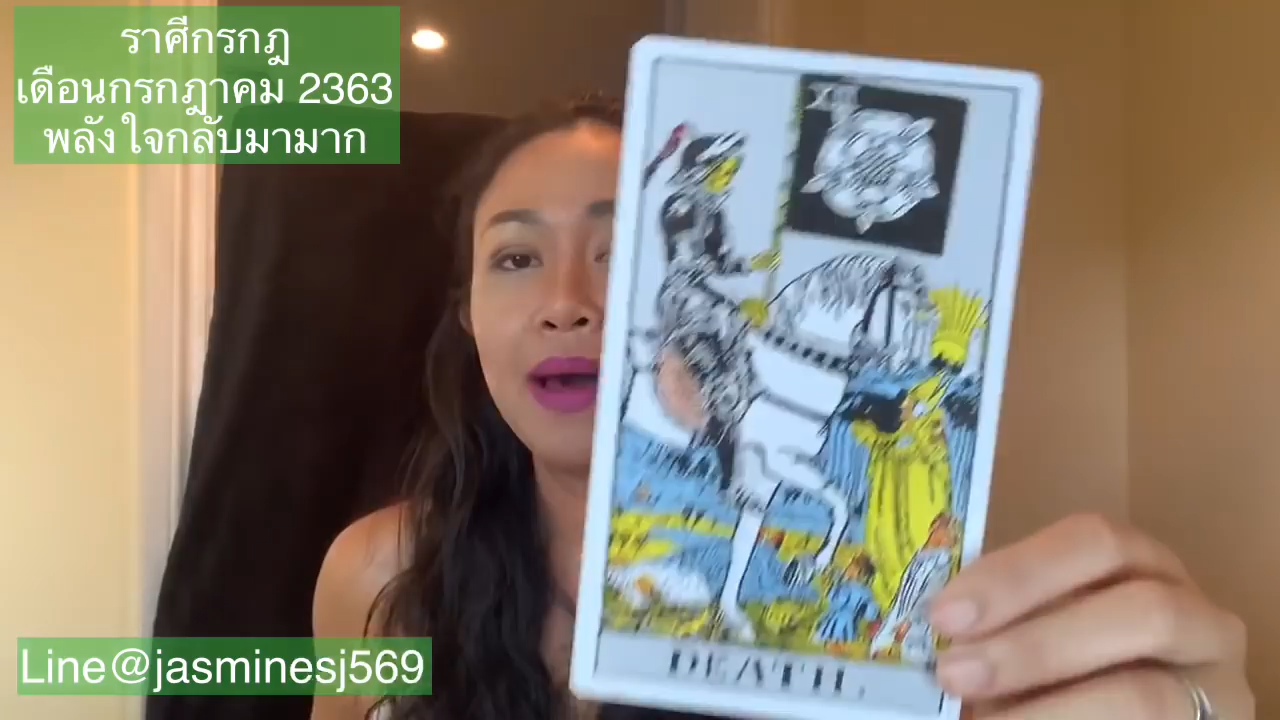 ราศีกรกฎ
เดือนกรกฎาคม 2363
พลังใจกลับมามาก
DEATH
Line@jasminesj569